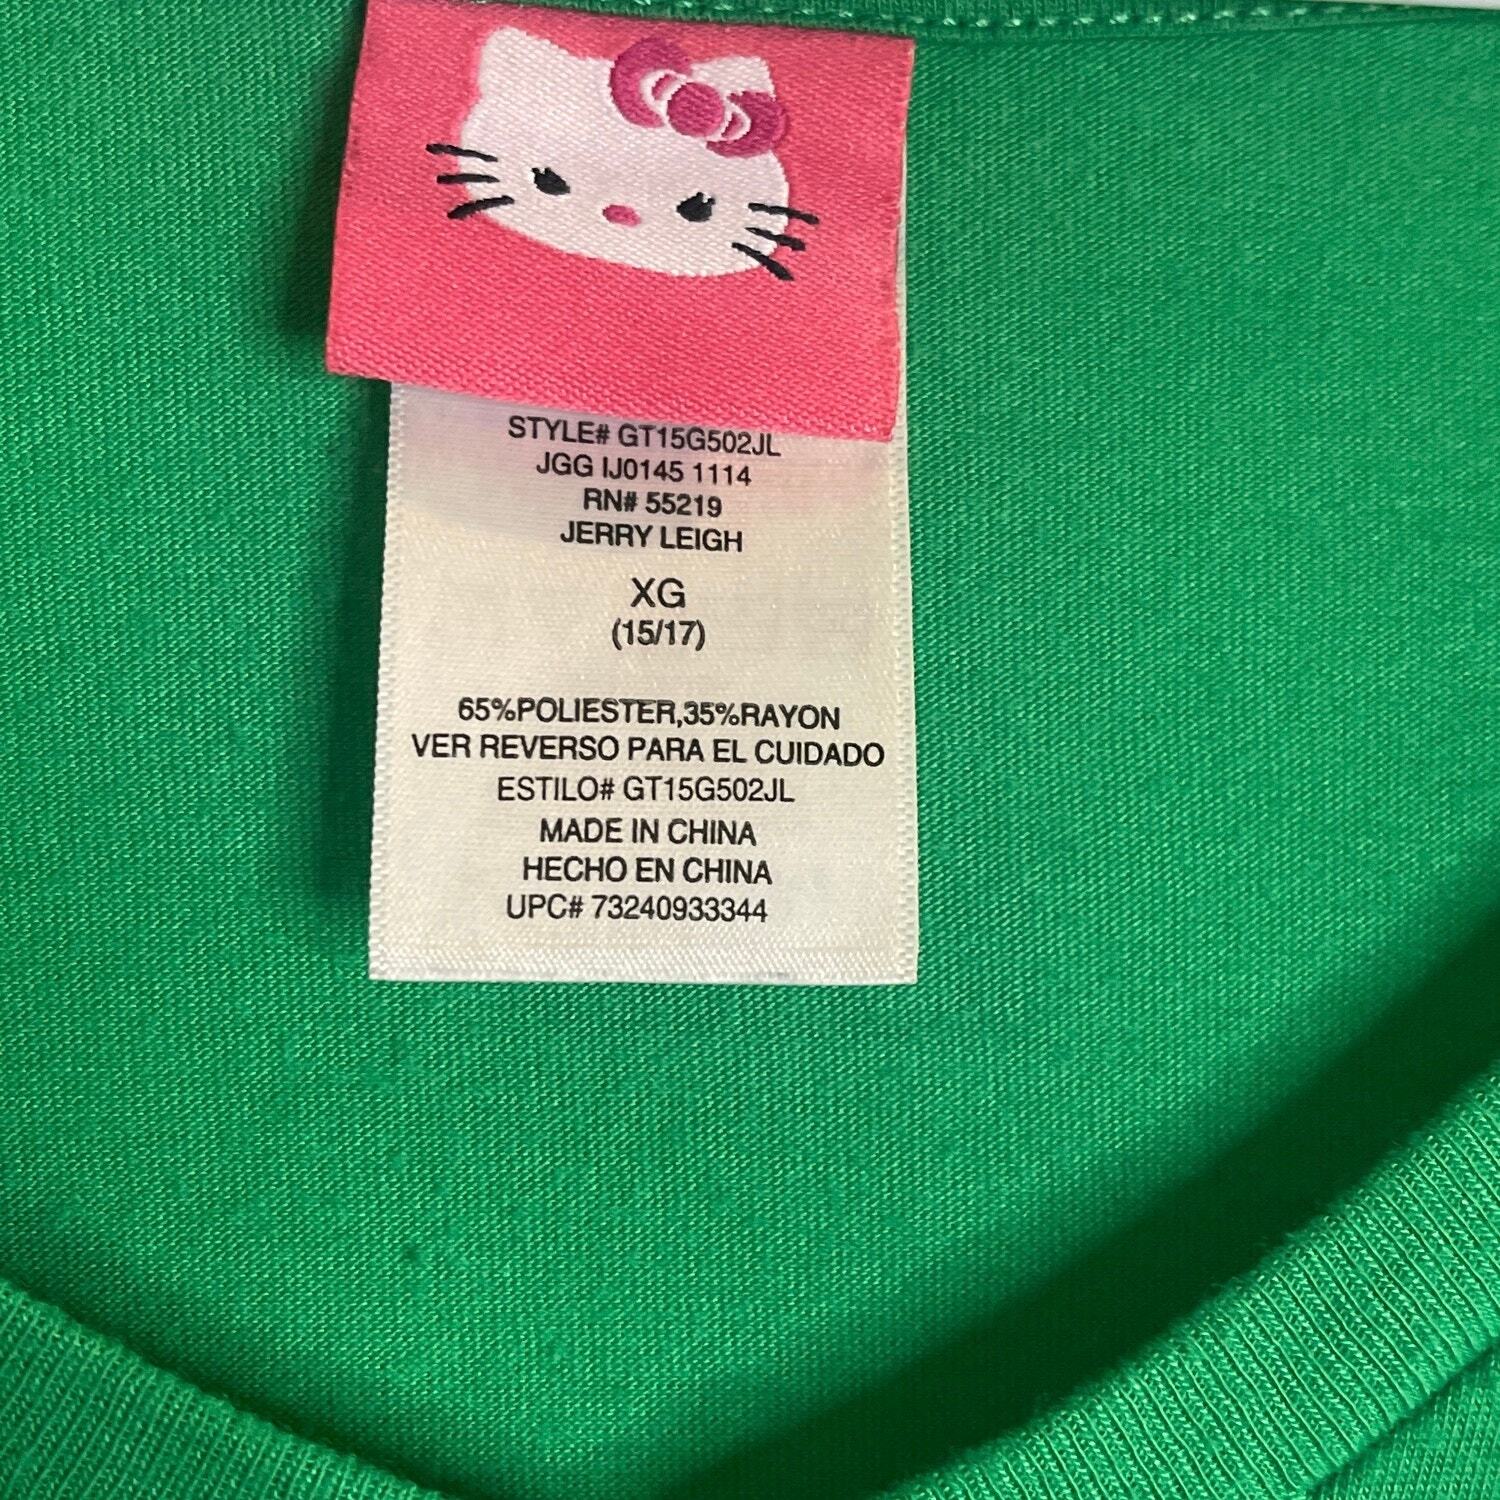 STYLE# GT15G502JL
JGG IJ0145 1114
RN# 55219
JERRY LEIGH
XG
(15/17)
65%POLIESTER,35%RAYON
VER REVERSO PARA EL CUIDADO
ESTILO# GT15G502JL
MADE IN CHINA
HECHO EN CHINA
UPC# 73240933344